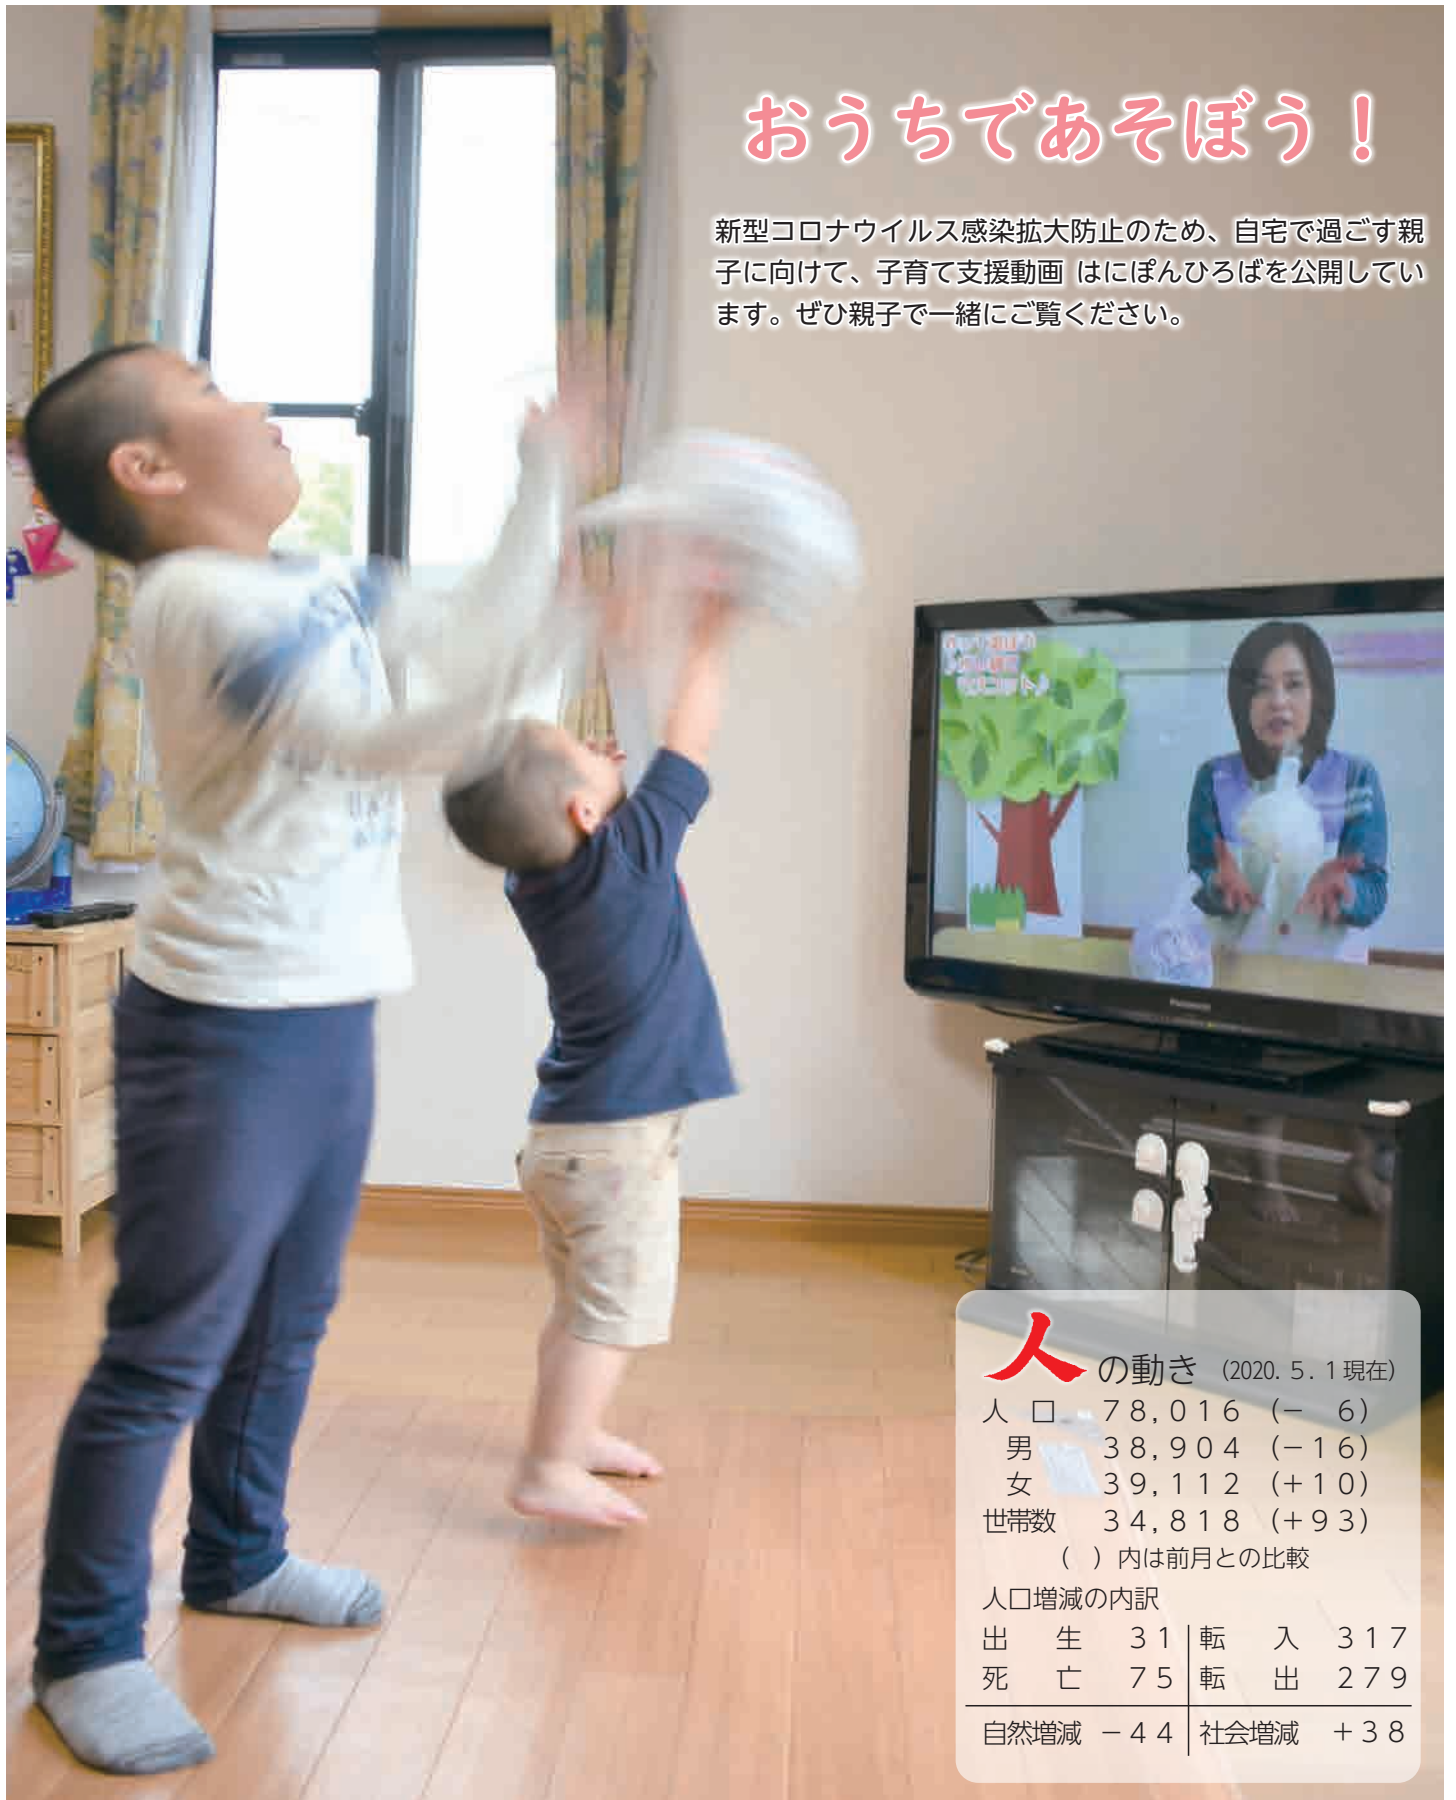 おうちであそぼう！
新型コロナウイルス感染拡大防止のため、自宅で過ごす親
子に向けて、子育て支援動画 はにぽんひろばを公開してい
ます。ぜひ親子で一緒にご覧ください。
Panasonic
人の動き （2020. 5. 1現在）
人　口　78,016（－　6）
男　38,904（－16）
女　39,112（＋10）
世帯数　34,818（＋93）
（　）内は前月との比較
人口増減の内訳
出　生　31　転　入　317
死　亡　75　転　出　279
自然増減 －44　社会増減　＋38